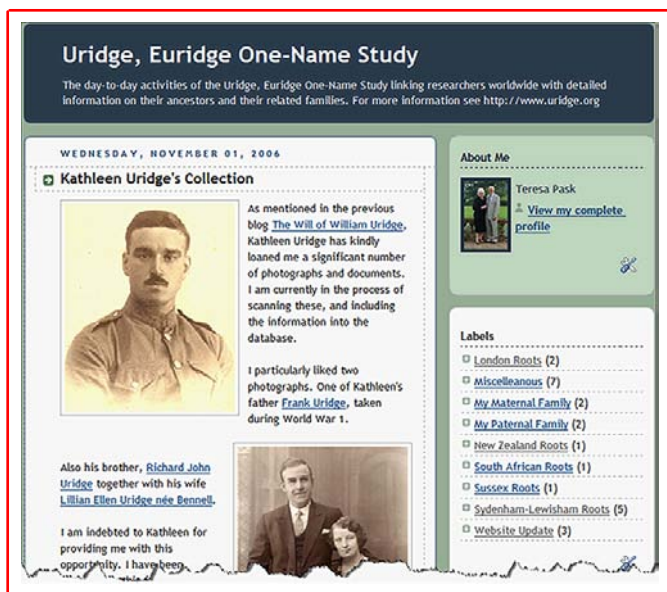 Uridge, Euridge One-Name Study
The day-to-day activities of the Uridge, Euridge One-Name Study linking researchers worldwide with detailed
information on their ancestors and their related families. For more information see http://www.uridge.org
WEDNESDAY, NOVEMBER 01, 2006
Kathleen Uridge's Collection
As mentioned in the previous
blog The Will of William Uridge,
Kathleen Uridge has kindly
loaned me a significant number
of photographs and documents.
I am currently in the process of
scanning these, and including
the information into the
database.
I particularly liked two
photographs. One of Kathleen's
father Frank Uridge, taken
during World War 1.
Also his brother, Richard John
Uridge together with his wife
Lillian Ellen Uridge née Bennell.
I am indebted to Kathleen for
providing me with this
opportunity. I have been
About Me
Teresa Pask
View my complete
profile
Labels
London Roots (2)
Miscelleanous (7)
My Maternal Family (2)
My Paternal Family (2)
New Zealand Roots (1)
South African Roots (1)
Sussex Roots (1)
Sydenham-Lewisham Roots (5)
Website Update (3)